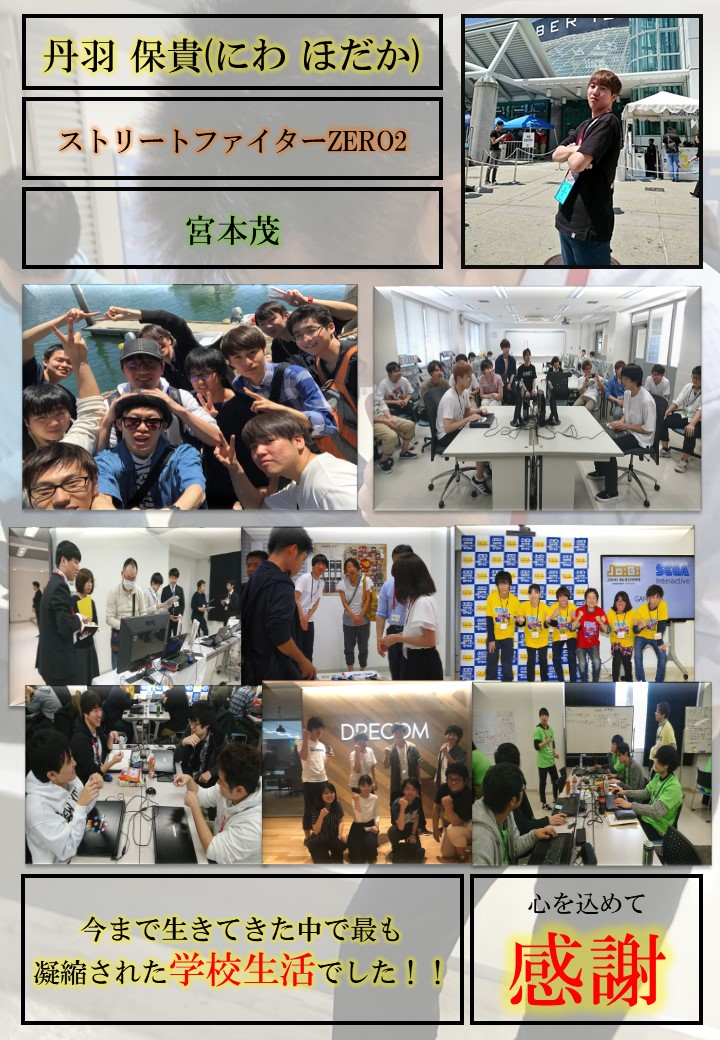 丹羽 保貴(にわ ほだか)
ストリートファイターZERO2
宮本茂
Jo:Bi
SEGA
Interactive
DRECOM
今まで生きてきた中で最も
凝縮された学校生活でした！！
心を込めて
感謝